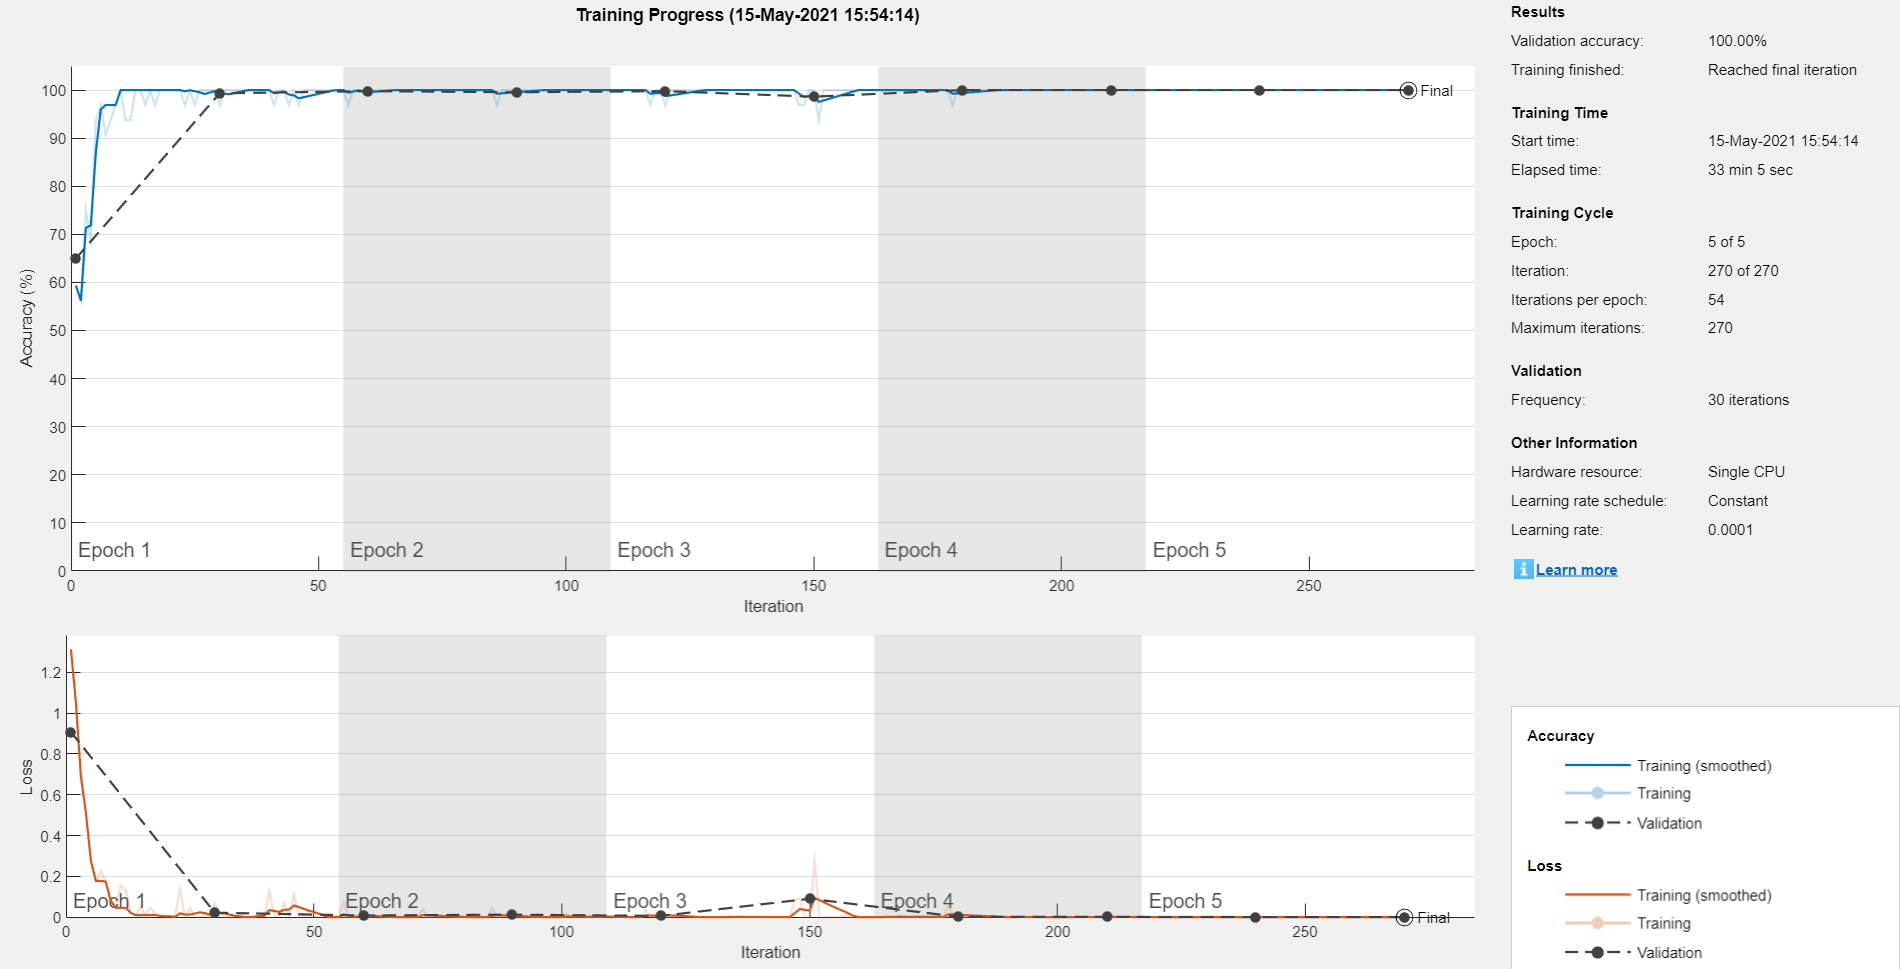 Training Progress (15-May-2021 15:54:14)
Accuracy (%)
100
90
80
70
60
50
40
30
20
10
0
Epoch 1 Epoch 2 Epoch 3 Epoch 4 Epoch 5
Final
0 50 100 150 200 250
Iteration
Loss
1.2
1
0.8
0.6
0.4
0.2
0
Epoch 1 Epoch 2 Epoch 3 Epoch 4 Epoch 5
Final
0 50 100 150 200 250
Iteration
Results
Validation accuracy: 100.00%
Training finished: Reached final iteration
Training Time
Start time: 15-May-2021 15:54:14
Elapsed time: 33 min 5 sec
Training Cycle
Epoch: 5 of 5
Iteration: 270 of 270
Iterations per epoch: 54
Maximum iterations: 270
Validation
Frequency: 30 iterations
Other Information
Hardware resource: Single CPU
Learning rate schedule: Constant
Learning rate: 0.0001
i Learn more
Accuracy
Training (smoothed)
Training
Validation
Loss
Training (smoothed)
Training
Validation